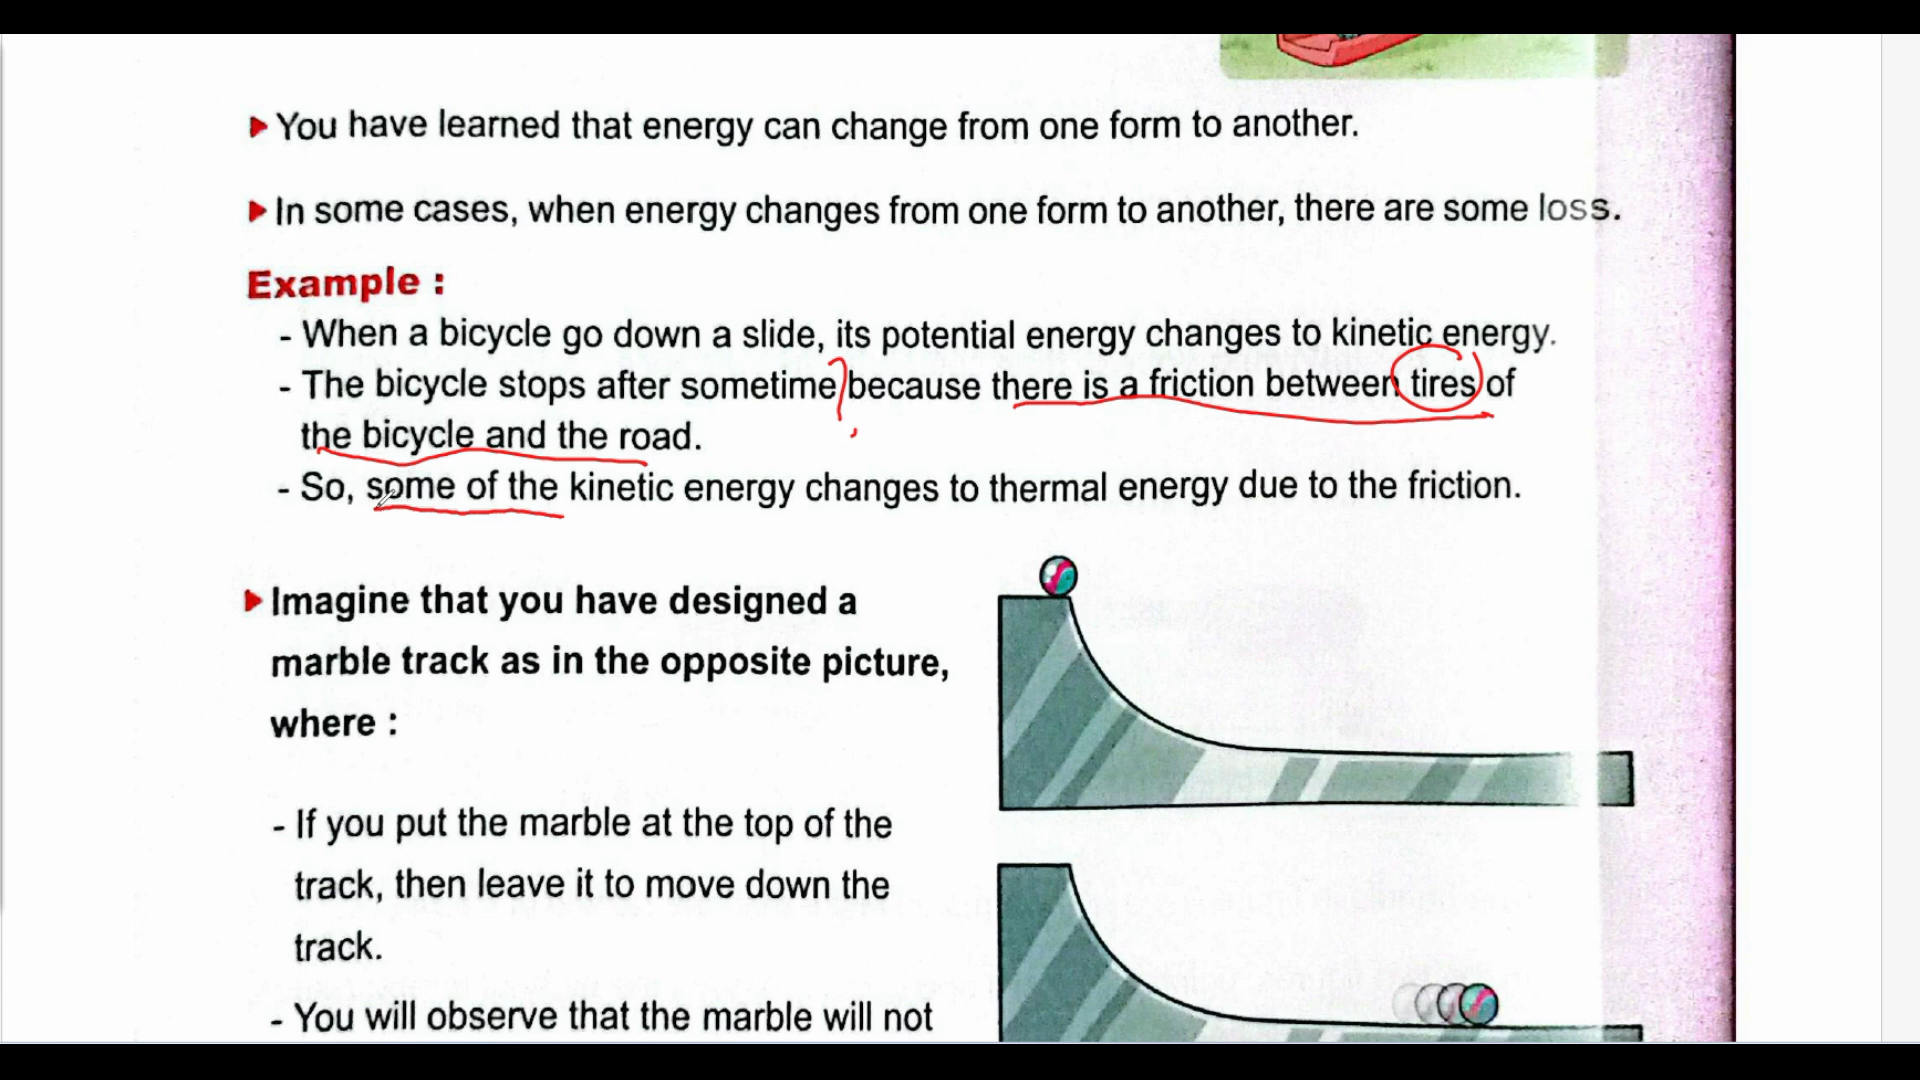 You have learned that energy can change from one form to another.
In some cases, when energy changes from one form to another, there are some loss.
Example :
- When a bicycle go down a slide, its potential energy changes to kinetic energy.
- The bicycle stops after sometime because there is a friction between tires of
the bicycle and the road.
- So, some of the kinetic energy changes to thermal energy due to the friction.
Imagine that you have designed a
marble track as in the opposite picture,
where :
- If you put the marble at the top of the
track, then leave it to move down the
track.
- You will observe that the marble will not